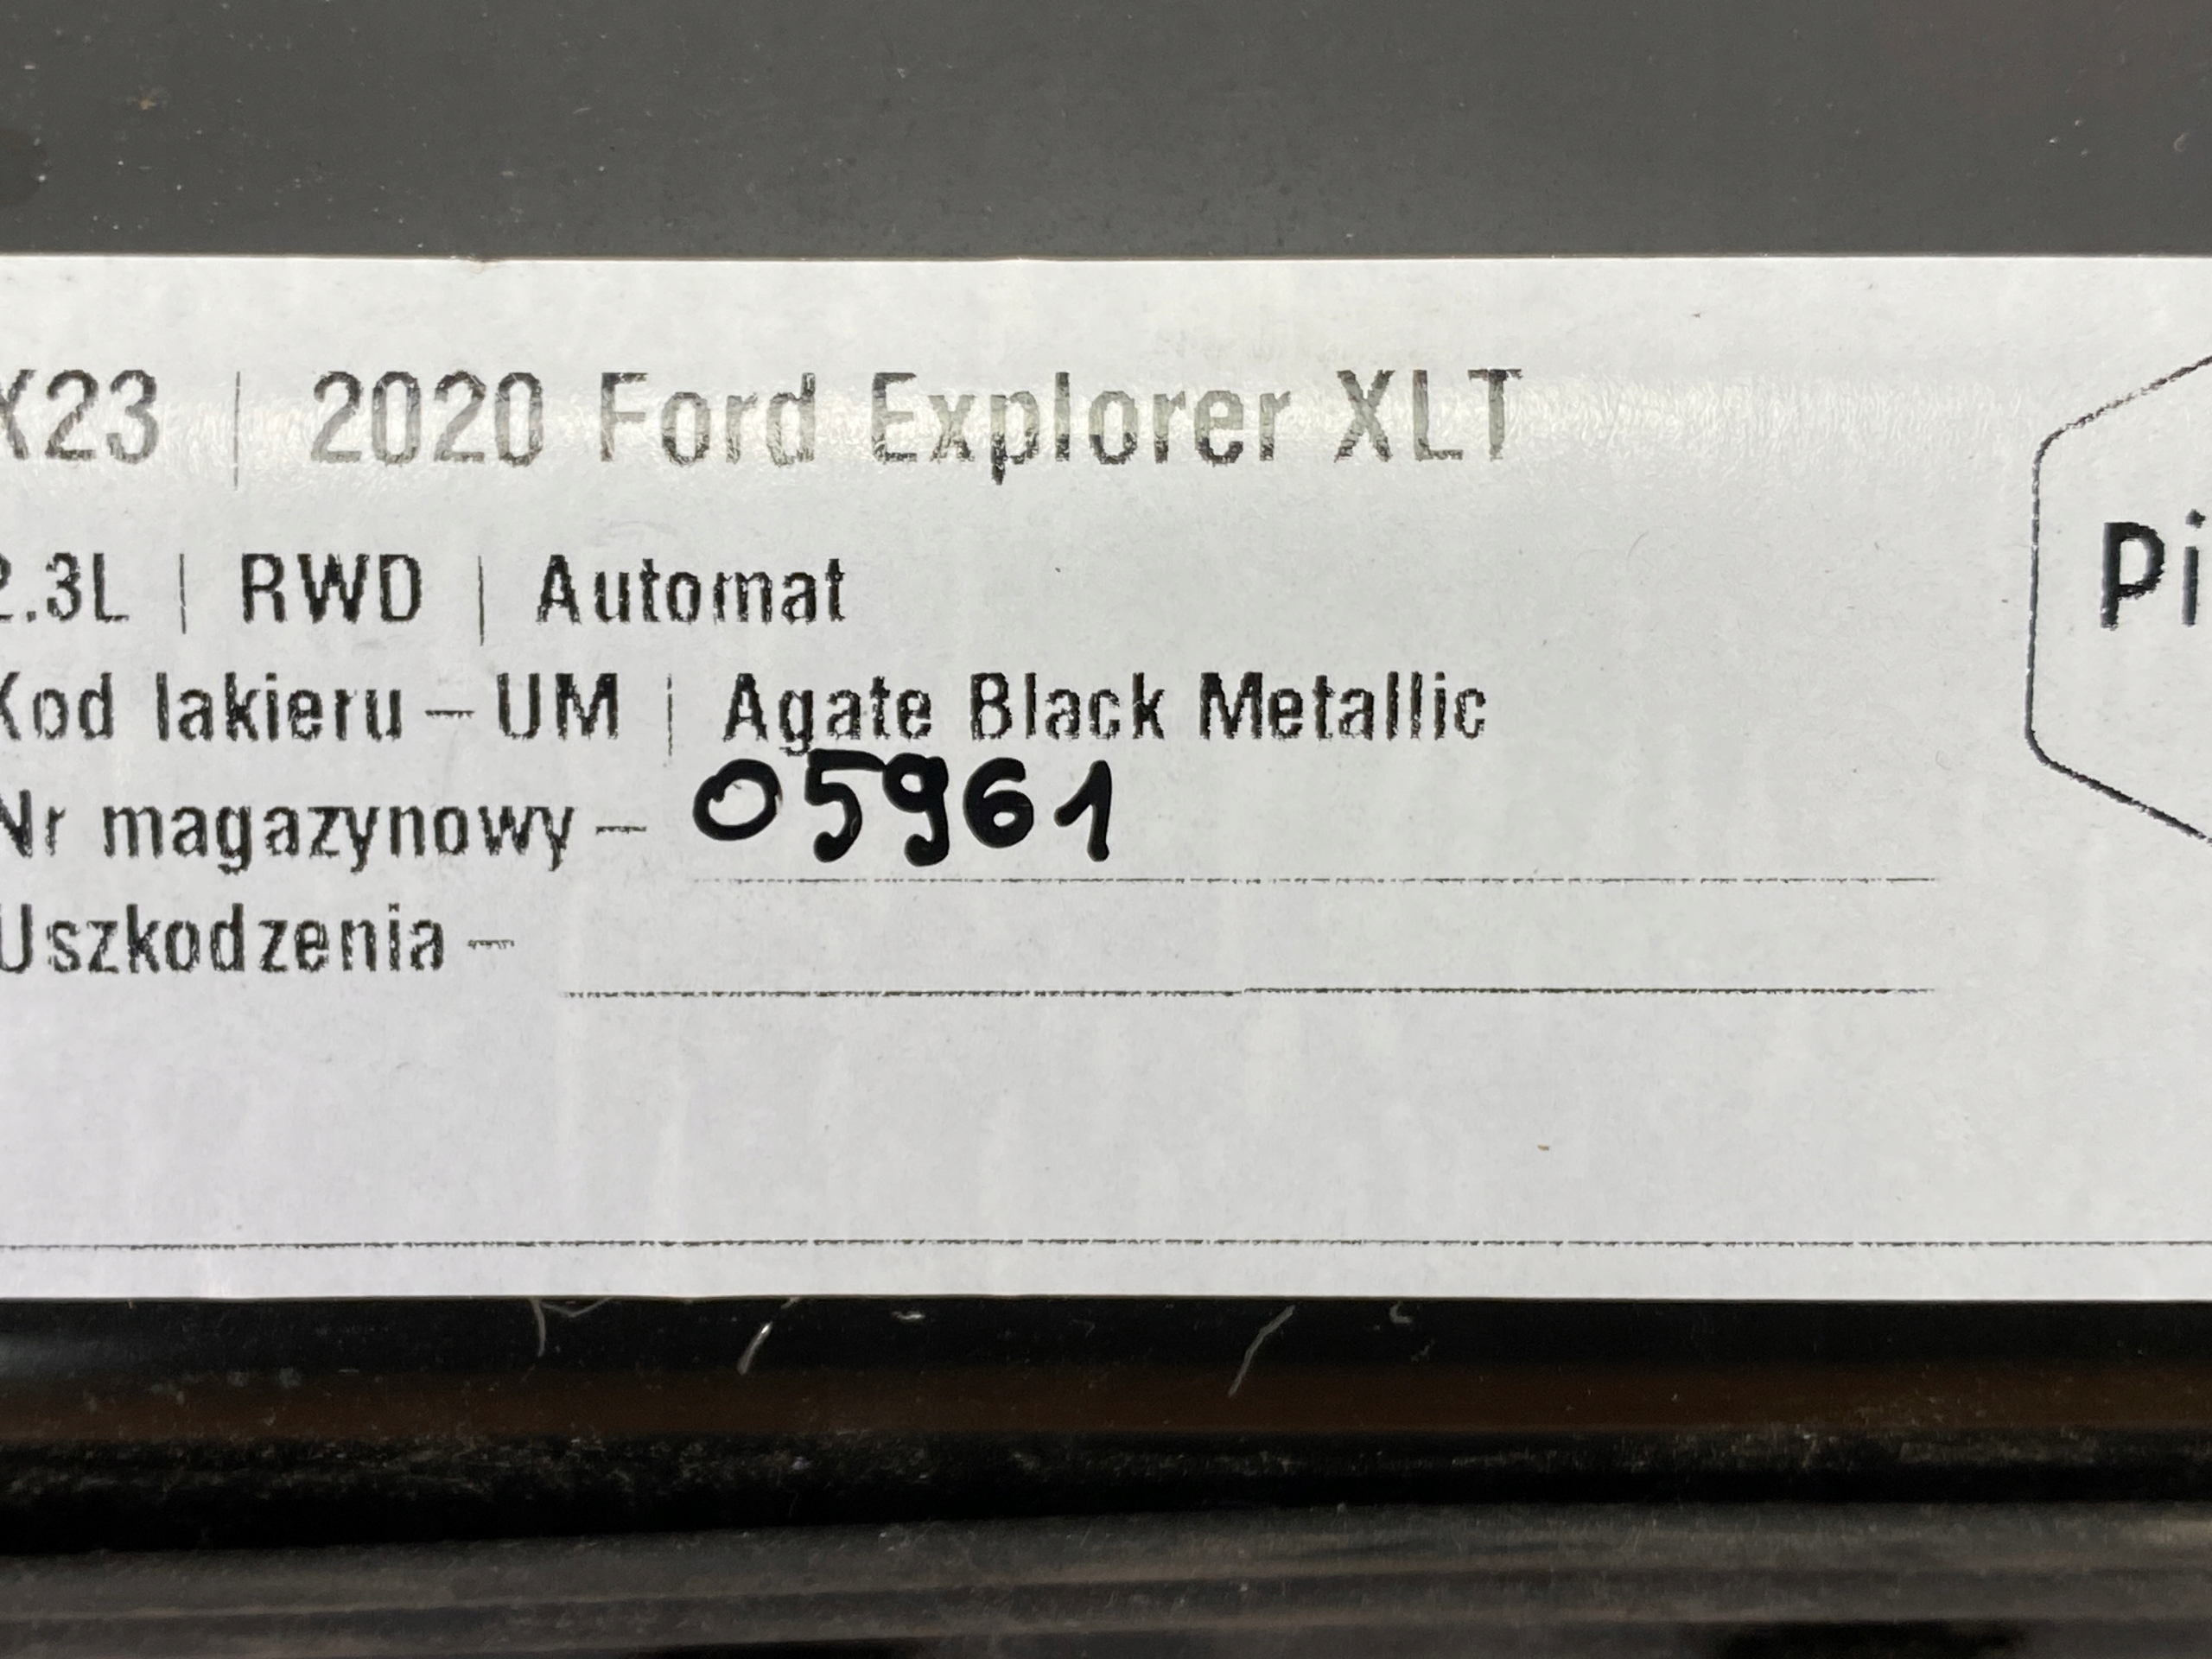 X23 | 2020 Ford Explorer XLT
2.3L | RWD | Automat
Pi
Kod lakieru – UM | Agate Black Metallic
Nr magazynowy – 05961
Uszkodzenia –